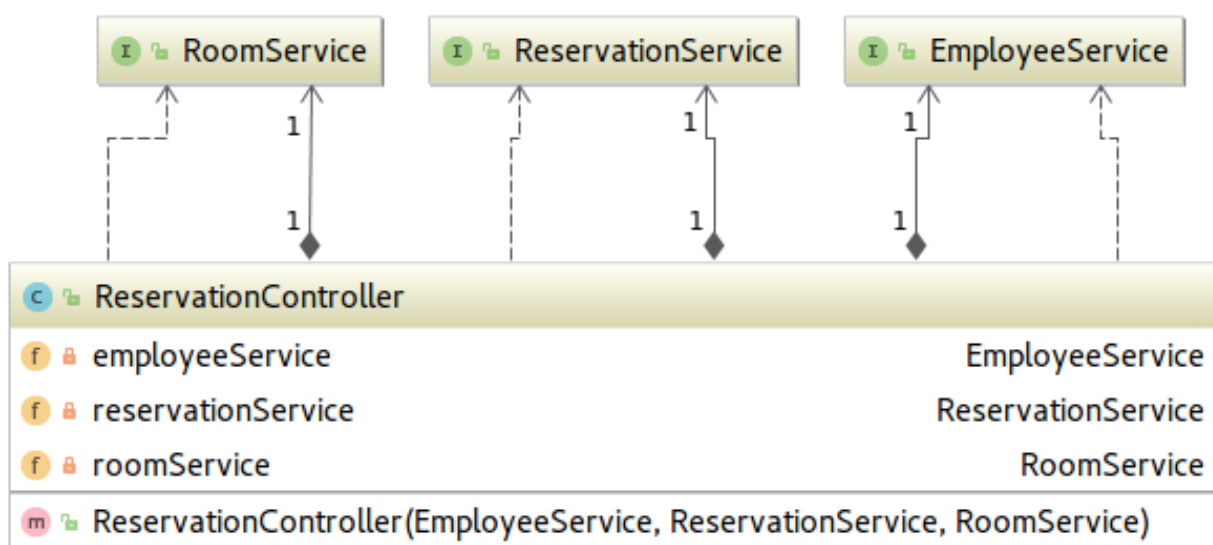 I RoomService
I ReservationService
I EmployeeService
1
1
1
1
1
1
C ReservationController
f employeeService EmployeeService
f reservationService ReservationService
f roomService RoomService
m ReservationController(EmployeeService, ReservationService, RoomService)